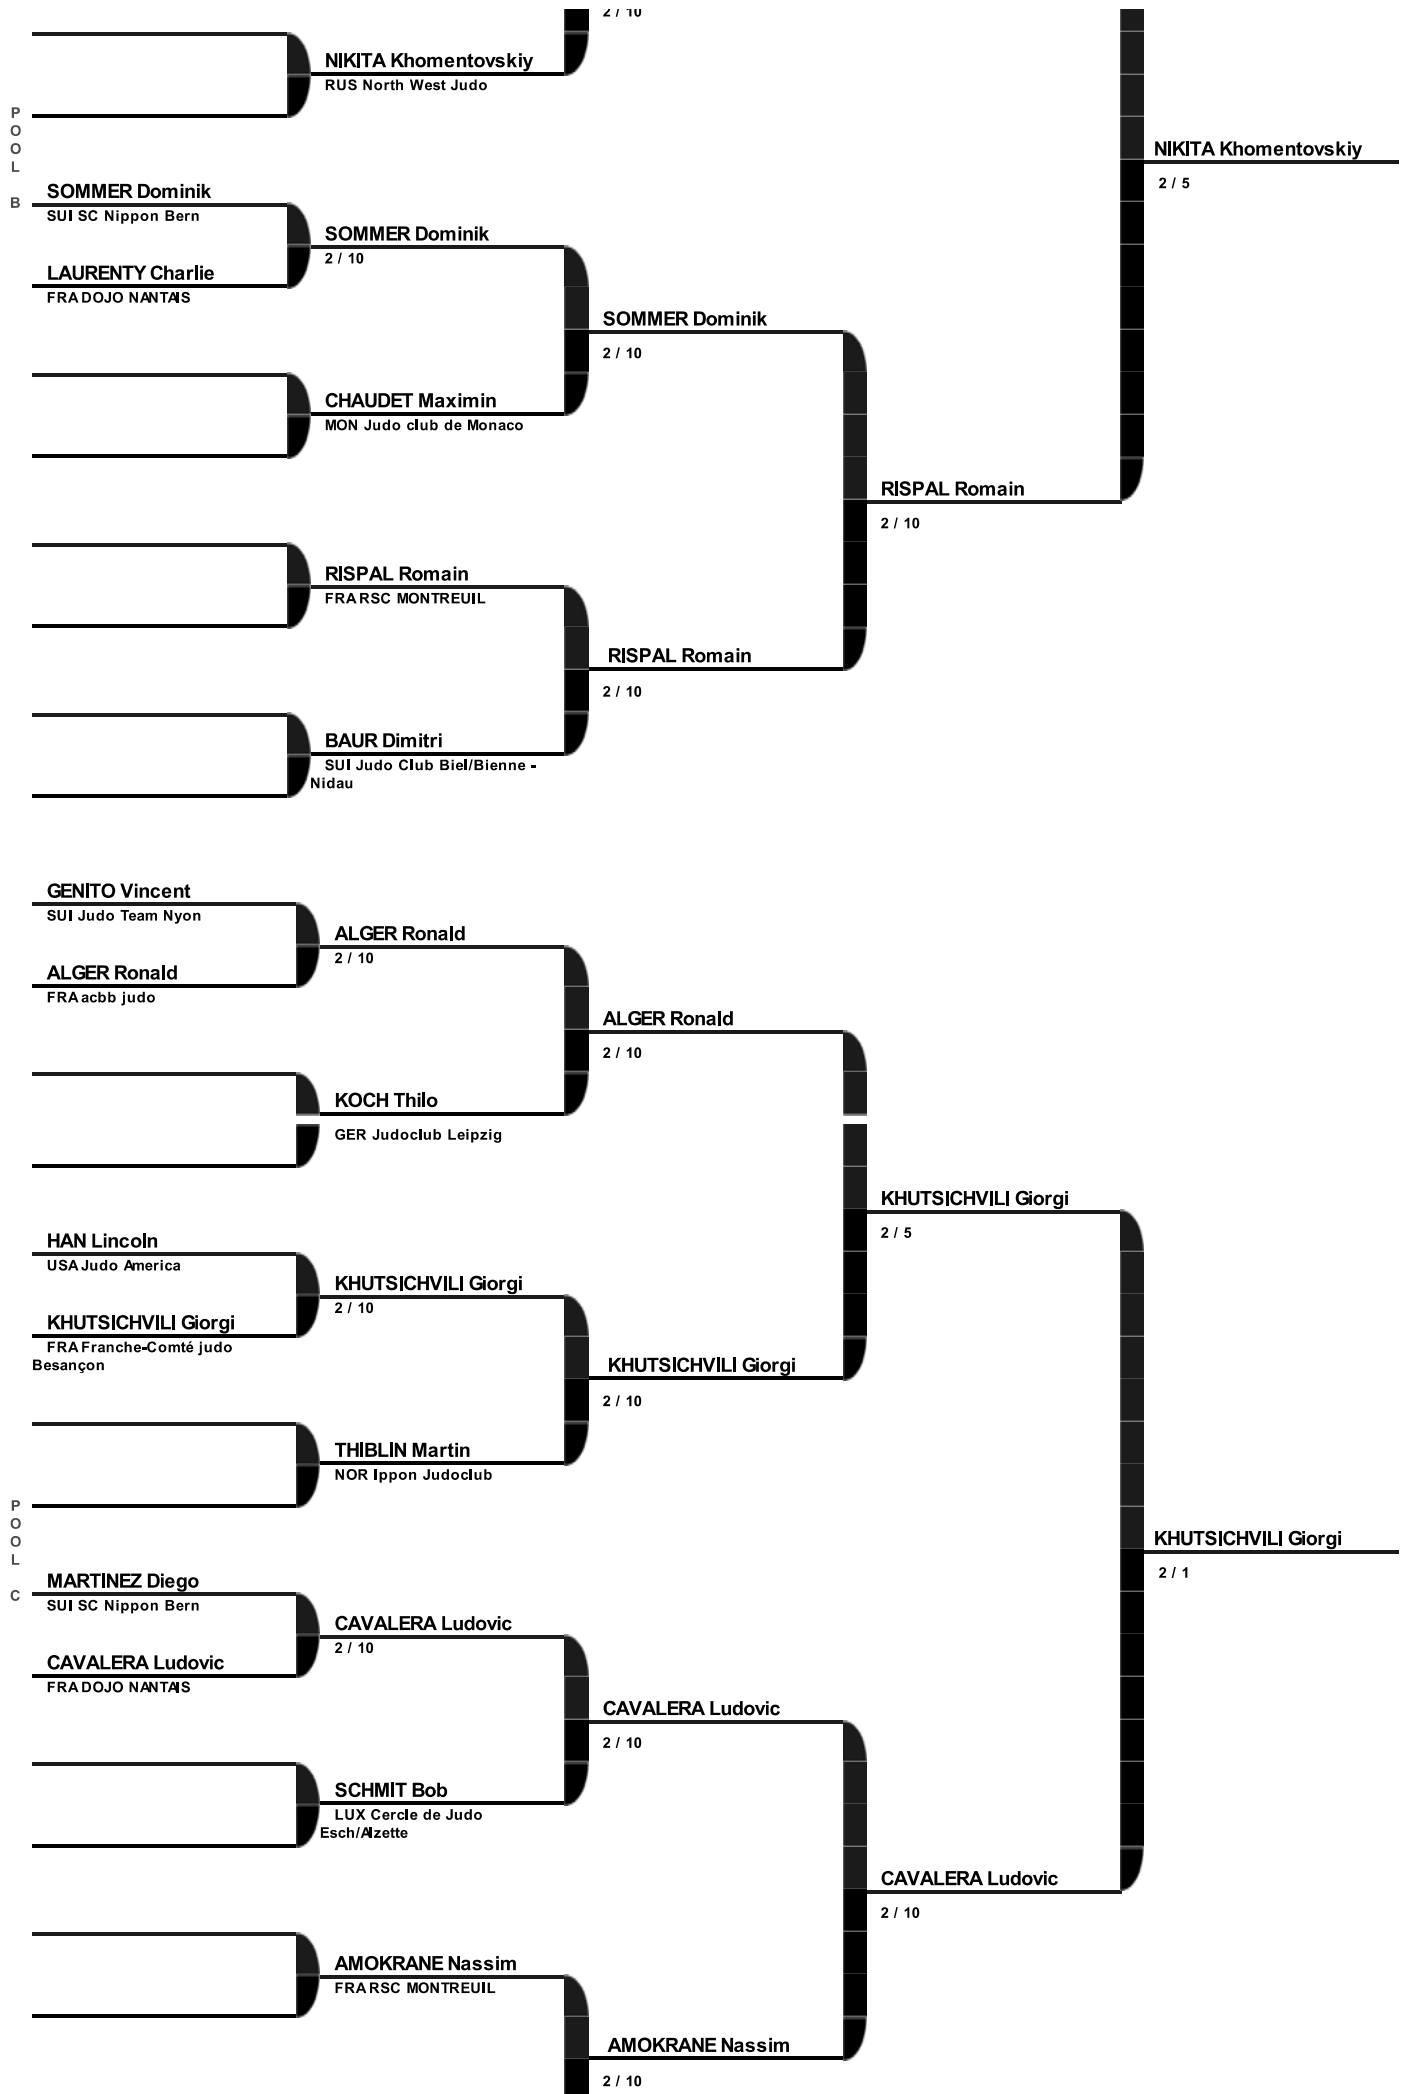 2 / 10
NIKITA Khomentovskiy
RUS North West Judo
POOL B
NIKITA Khomentovskiy
2 / 5
SOMMER Dominik
SUI SC Nippon Bern
SOMMER Dominik
2 / 10
LAURENTY Charlie
FRA DOJO NANTAIS
SOMMER Dominik
2 / 10
CHAUDET Maximin
MON Judo club de Monaco
RISPAL Romain
2 / 10
RISPAL Romain
FRA RSC MONTREUIL
RISPAL Romain
2 / 10
BAUR Dimitri
SUI Judo Club Biel/Bienne -
Nidau
GENITO Vincent
SUI Judo Team Nyon
ALGER Ronald
2 / 10
ALGER Ronald
FRA acbb judo
ALGER Ronald
2 / 10
KOCH Thilo
GER Judoclub Leipzig
KHUTSICHVILI Giorgi
2 / 5
HAN Lincoln
USA Judo America
KHUTSICHVILI Giorgi
2 / 10
KHUTSICHVILI Giorgi
FRA Franche-Comté judo
Besançon
KHUTSICHVILI Giorgi
2 / 10
THIBLIN Martin
NOR Ippon Judoclub
POOL C
KHUTSICHVILI Giorgi
2 / 1
MARTINEZ Diego
SUI SC Nippon Bern
CAVALERA Ludovic
2 / 10
CAVALERA Ludovic
FRA DOJO NANTAIS
CAVALERA Ludovic
2 / 10
SCHMIT Bob
LUX Cercle de Judo
Esch/Alzette
CAVALERA Ludovic
2 / 10
AMOKRANE Nassim
FRA RSC MONTREUIL
AMOKRANE Nassim
2 / 10